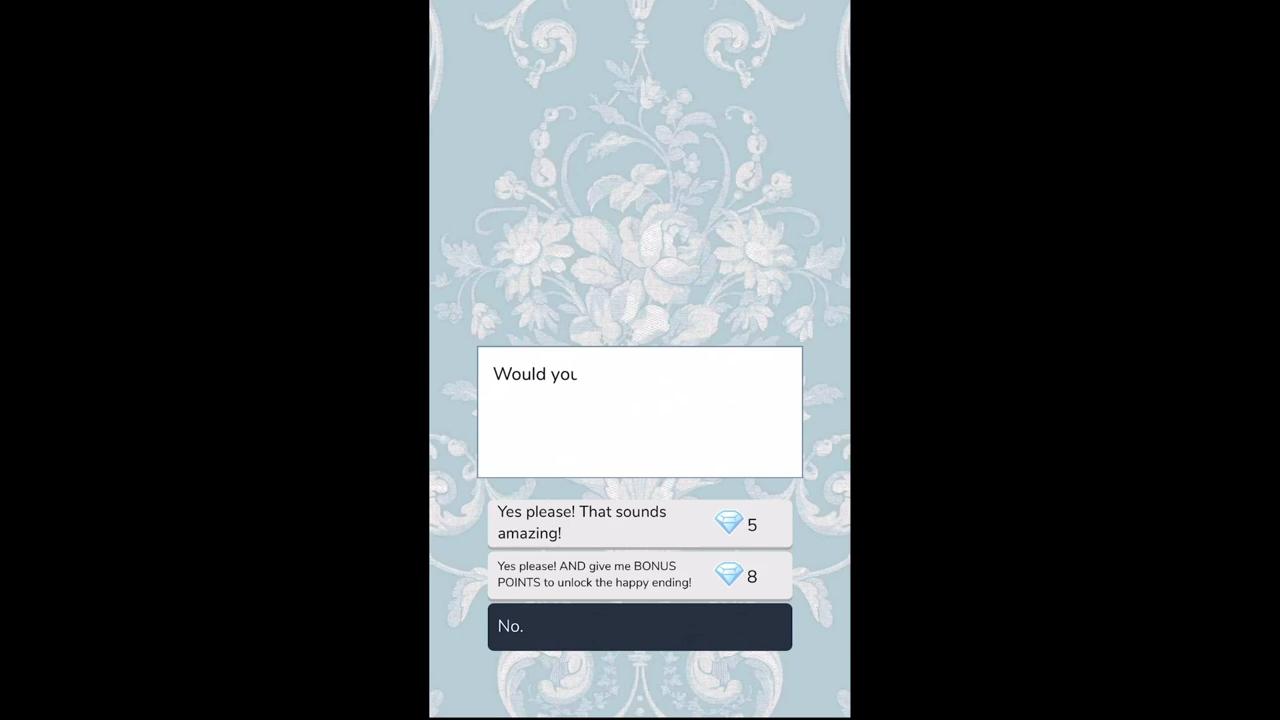 Would you
Yes please! That sounds
amazing!
5
Yes please! AND give me BONUS
POINTS to unlock the happy ending!
8
No.